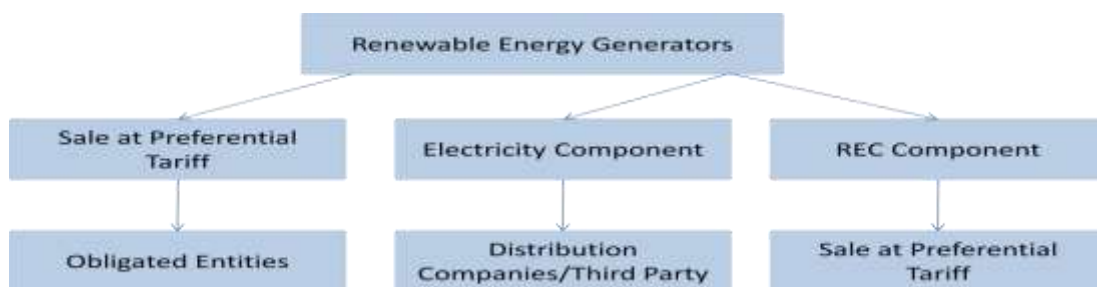 Renewable Energy Generators
Sale at Preferential
Tariff
Electricity Component
REC Component
Obligated Entities
Distribution
Companies/Third Party
Sale at Preferential
Tariff